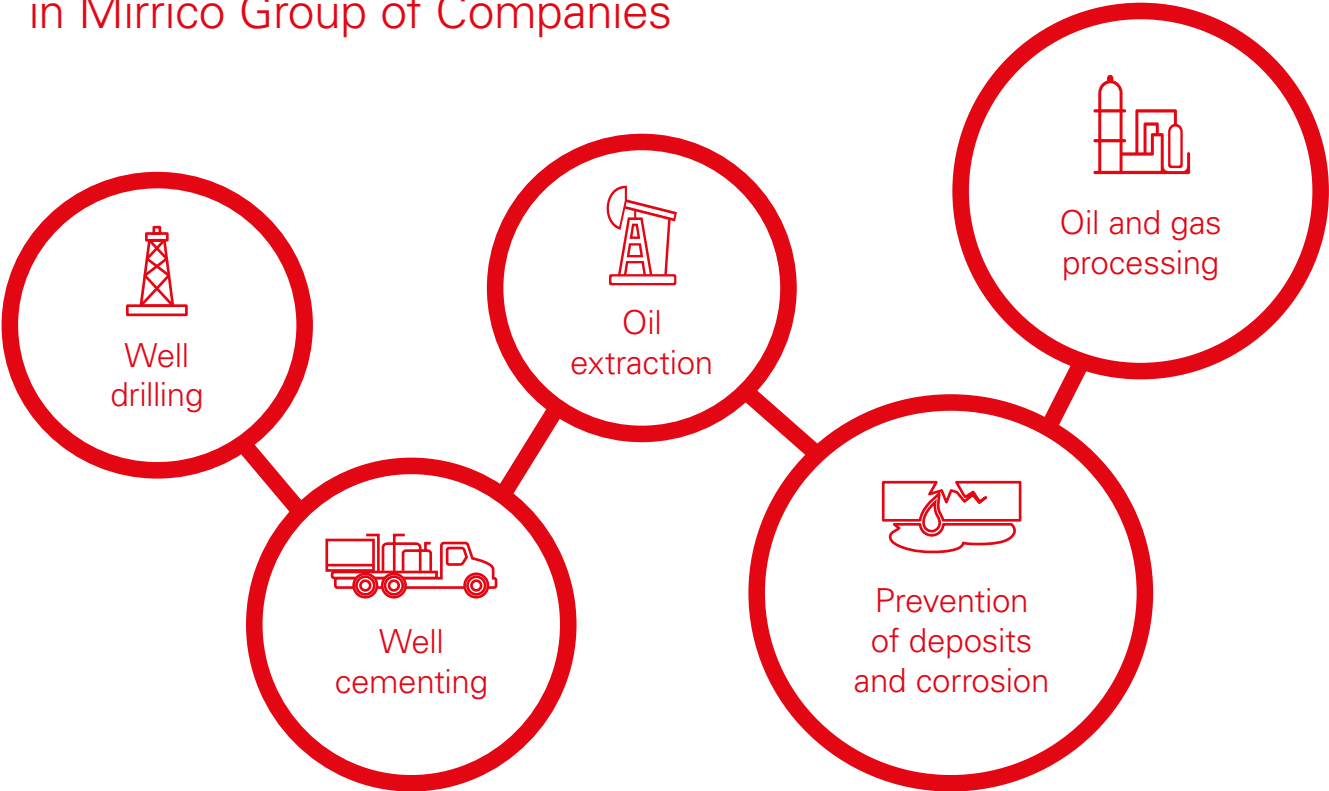 in Mirrico Group of Companies
Well
drilling
Well
cementing
Oil
extraction
Prevention
of deposits
and corrosion
Oil and gas
processing